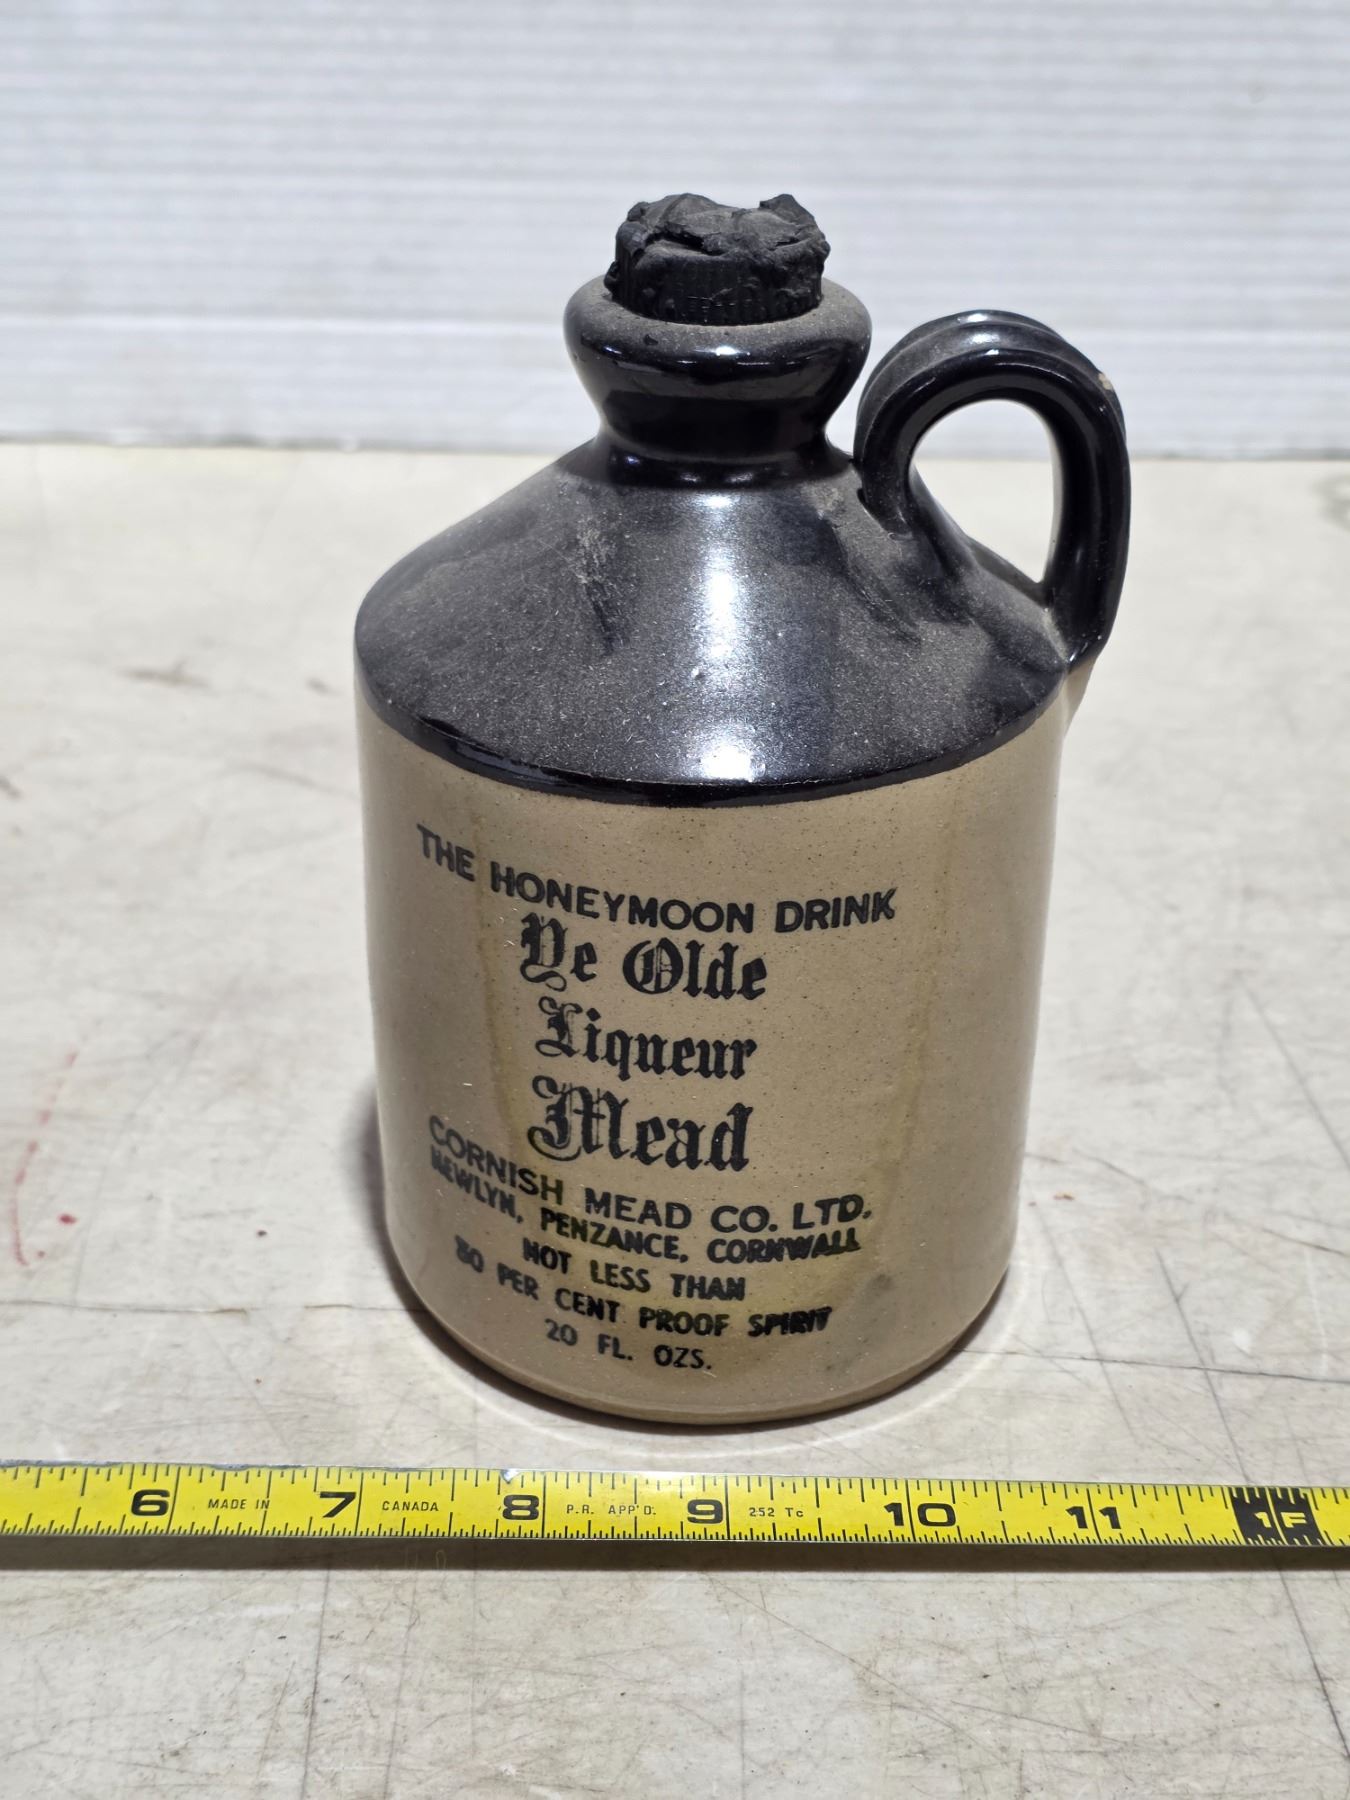 THE HONEYMOON DRINK
Ye Olde
Liqueur
Mead
CORNISH MEAD CO. LTD.
NEWLYN, PENZANCE, CORNWALL
NOT LESS THAN
80 PER CENT PROOF SPIRIT
20 FL. OZS.
6 MADE IN 7 CANADA 8 P.R. APP'D. 9 252 Tc 10 11 1F